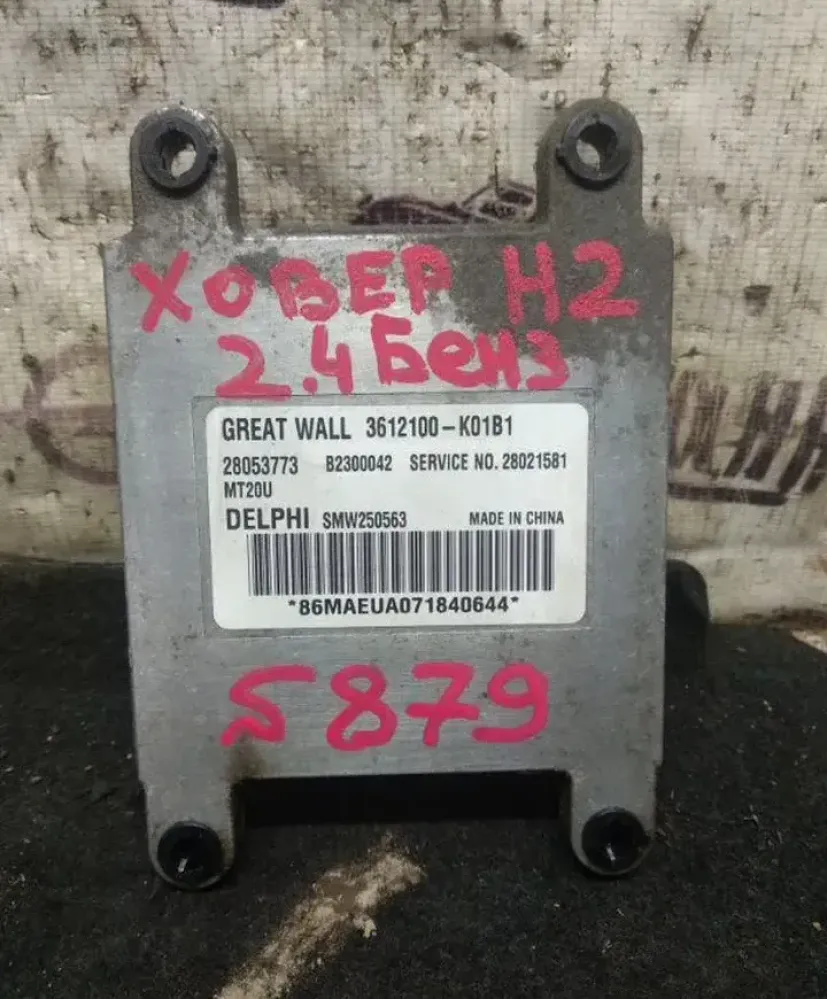 ХОВЕР Н2
2.4 Бенз
GREAT WALL 3612100-K01B1
28053773 B2300042 SERVICE NO. 28021581
MT20U
DELPHI SMW250563 MADE IN CHINA
*86MAEUA071840644*
5879